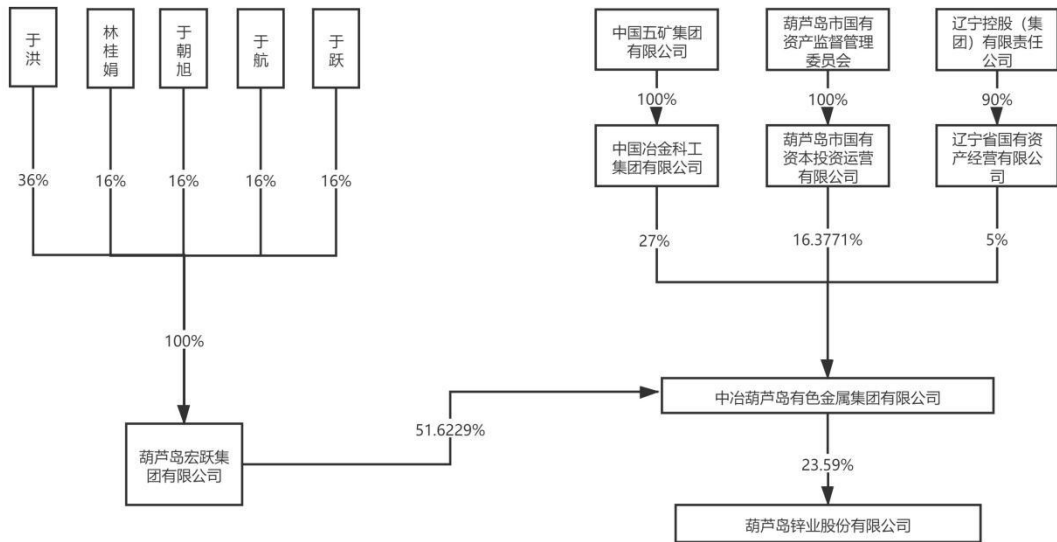 于洪
林桂娟
于朝旭
于航
于跃
中国五矿集团
有限公司
葫芦岛市国有
资产监督管理
委员会
辽宁控股（集
团）有限责任
公司
100%
100%
90%
中国冶金科工
集团有限公司
葫芦岛市国有
资本投资运营
有限公司
辽宁省国有资
产经营有限公
司
36%
16%
16%
16%
16%
27%
16.3771%
5%
100%
中冶葫芦岛有色金属集团有限公司
51.6229%
葫芦岛宏跃集
团有限公司
23.59%
葫芦岛锌业股份有限公司